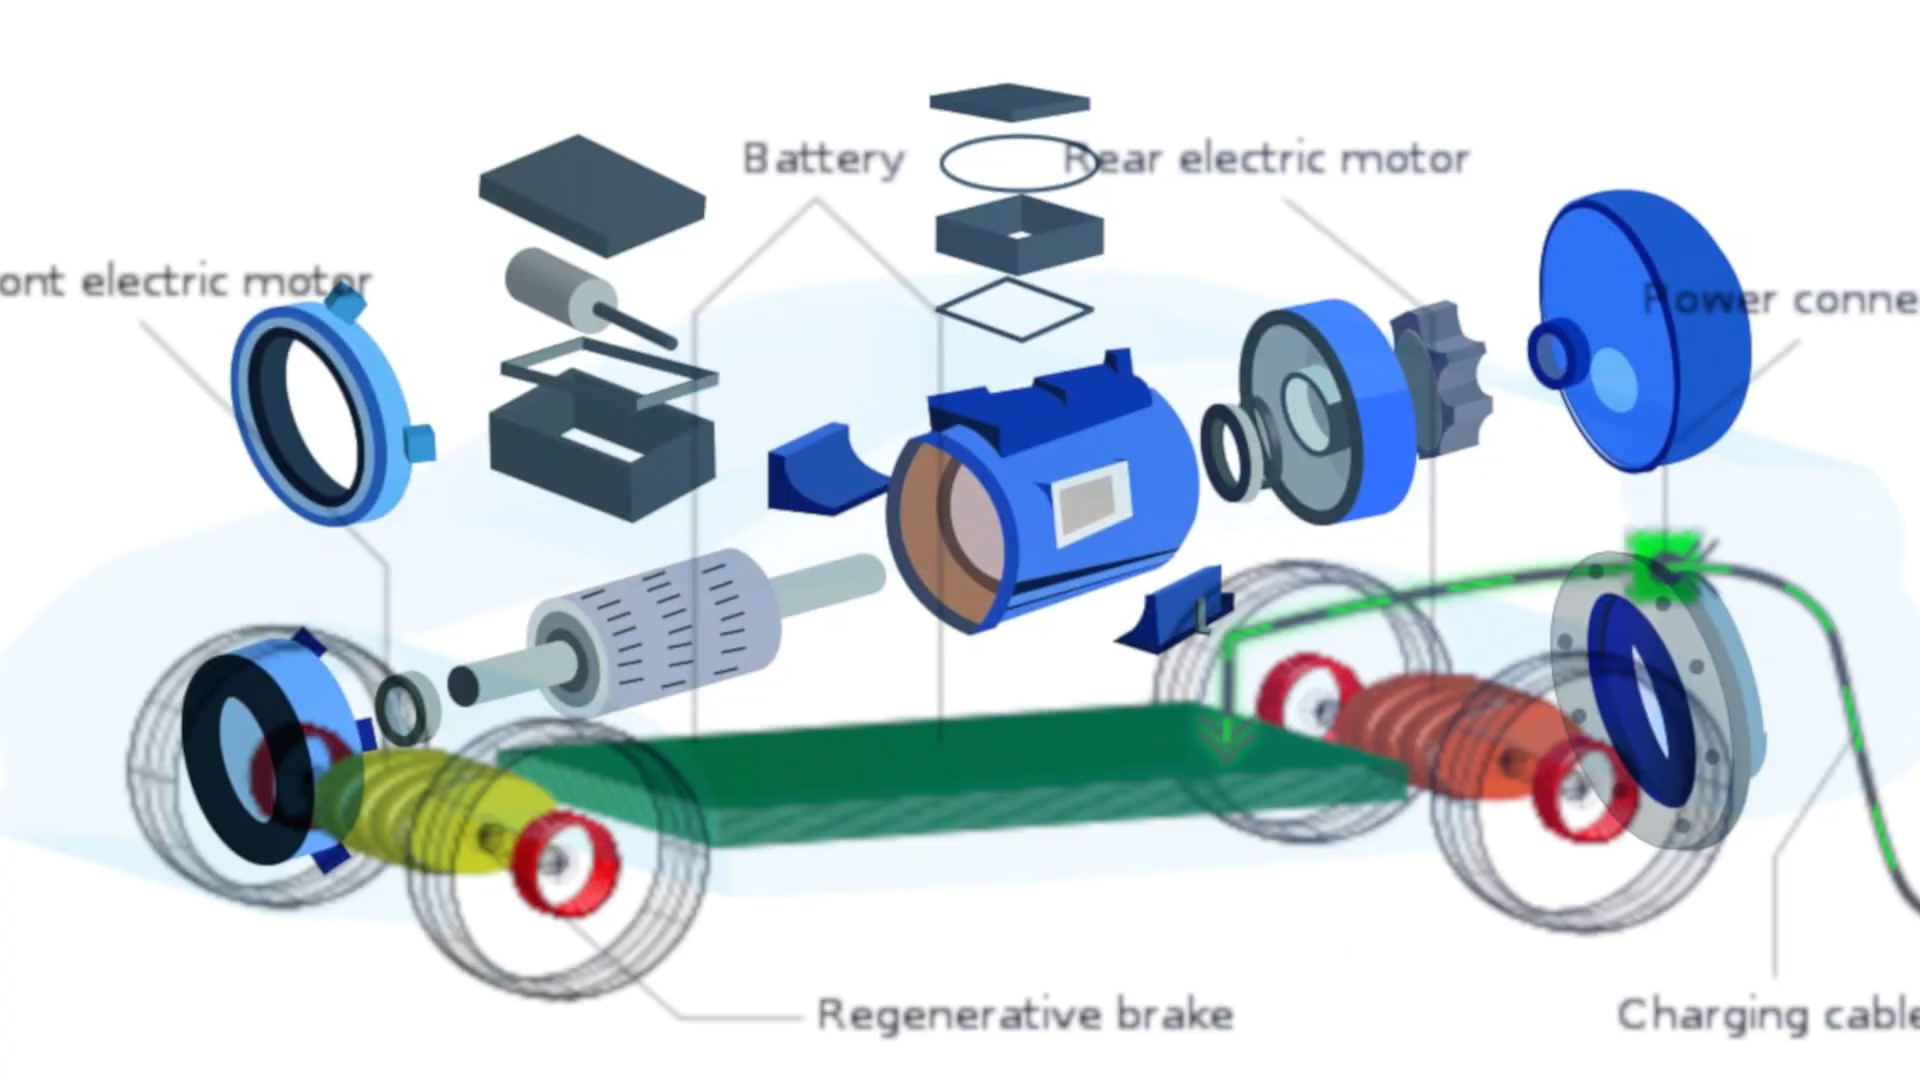 Battery
Rear electric motor
ont electric motor
Power conne
Regenerative brake
Charging cable